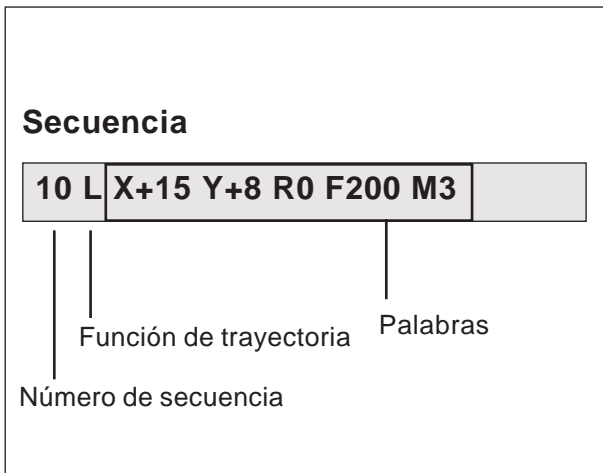 Secuencia
10 L X+15 Y+8 R0 F200 M3
Función de trayectoria
Palabras
Número de secuencia